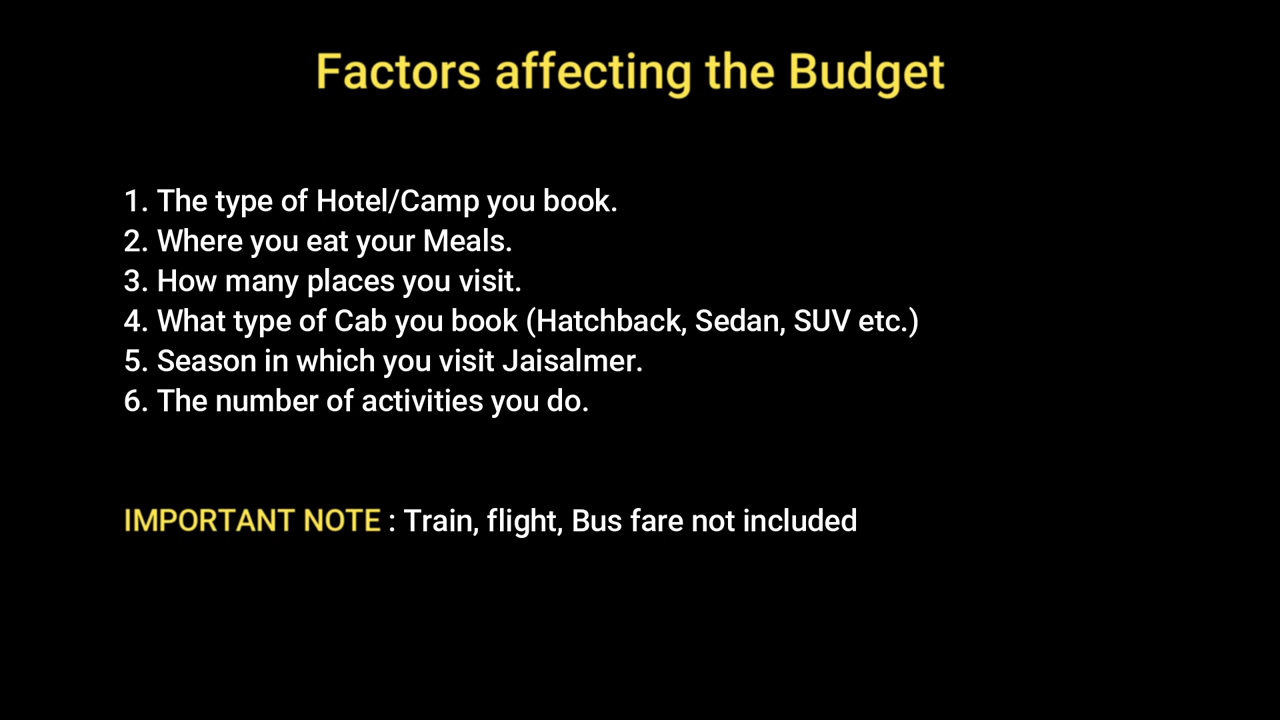 Factors affecting the Budget
1. The type of Hotel/Camp you book.
2. Where you eat your Meals.
3. How many places you visit.
4. What type of Cab you book (Hatchback, Sedan, SUV etc.)
5. Season in which you visit Jaisalmer.
6. The number of activities you do.
IMPORTANT NOTE : Train, flight, Bus fare not included